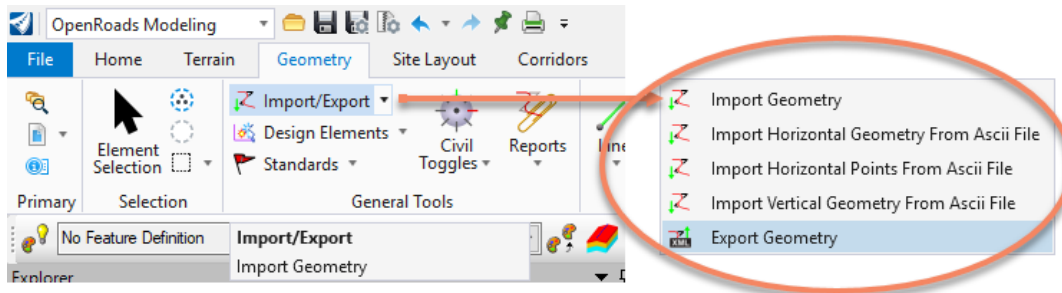 OpenRoads Modeling
File Home Terrain Geometry Site Layout Corridors
Import/Export
Design Elements
Standards
Element
Selection
Civil
Toggles
Reports
Primary Selection General Tools
No Feature Definition
Import/Export
Import Geometry
Explorer
Import Geometry
Import Horizontal Geometry From Ascii File
Import Horizontal Points From Ascii File
Import Vertical Geometry From Ascii File
XML
Export Geometry